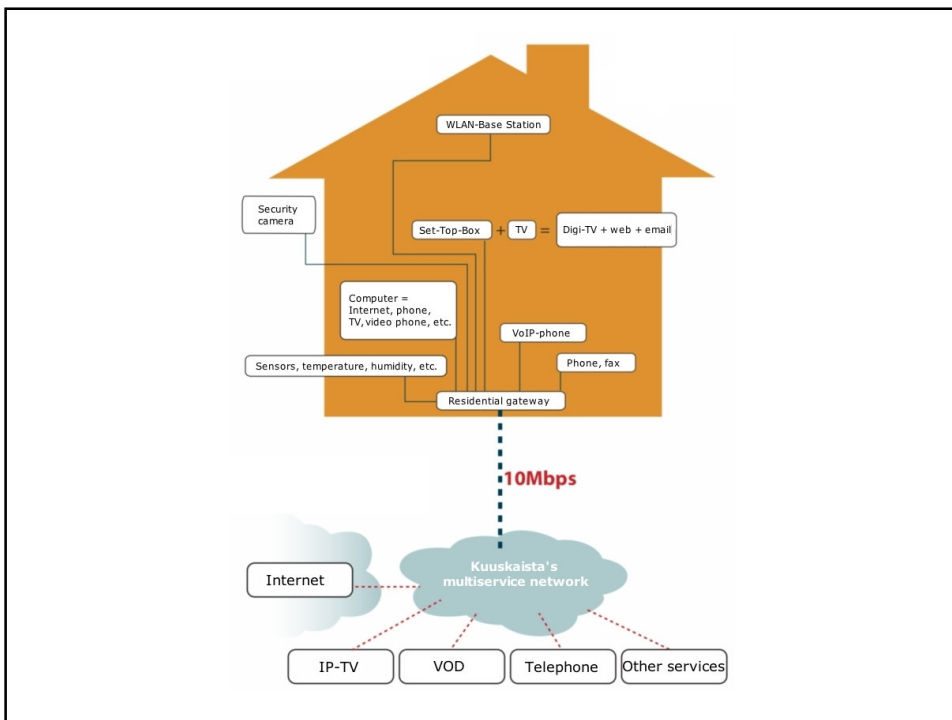 WLAN-Base Station
Security
camera
Set-Top-Box + TV = Digi-TV + web + email
Computer =
Internet, phone,
TV, video phone, etc.
VoIP-phone
Sensors, temperature, humidity, etc.
Phone, fax
Residential gateway
10Mbps
Kuuskaista's
multiservice network
Internet
IP-TV
VOD
Telephone
Other services